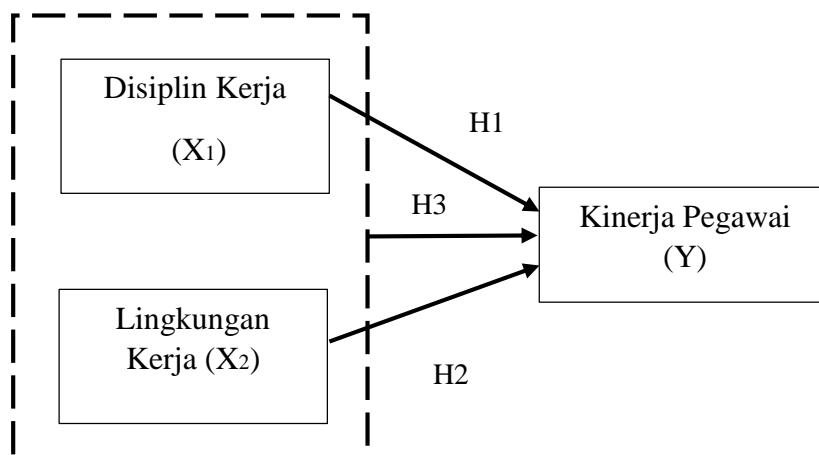 Disiplin Kerja
(X1)
H1
H3
Kinerja Pegawai
(Y)
Lingkungan
Kerja (X2)
H2